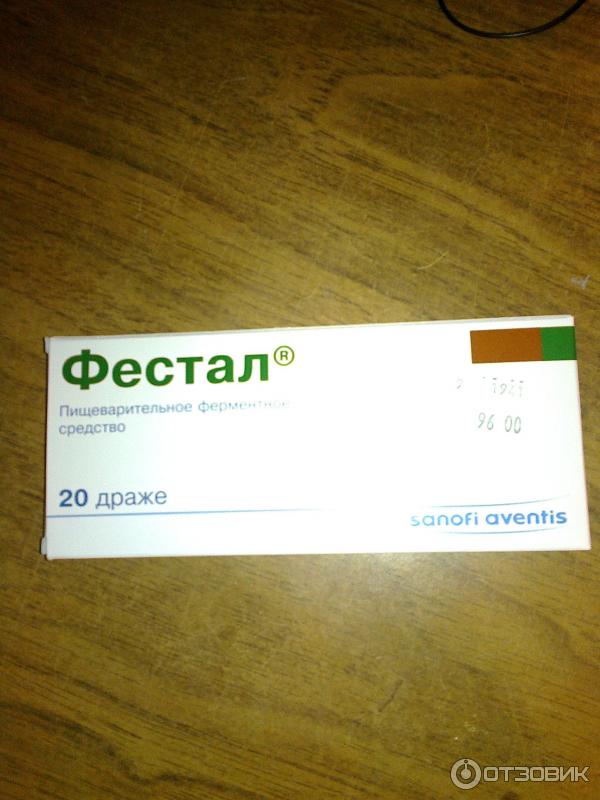 Фестал®
Пищеварительное ферментное
средство
96 00
20 драже
sanofi aventis
ОТЗОВИК